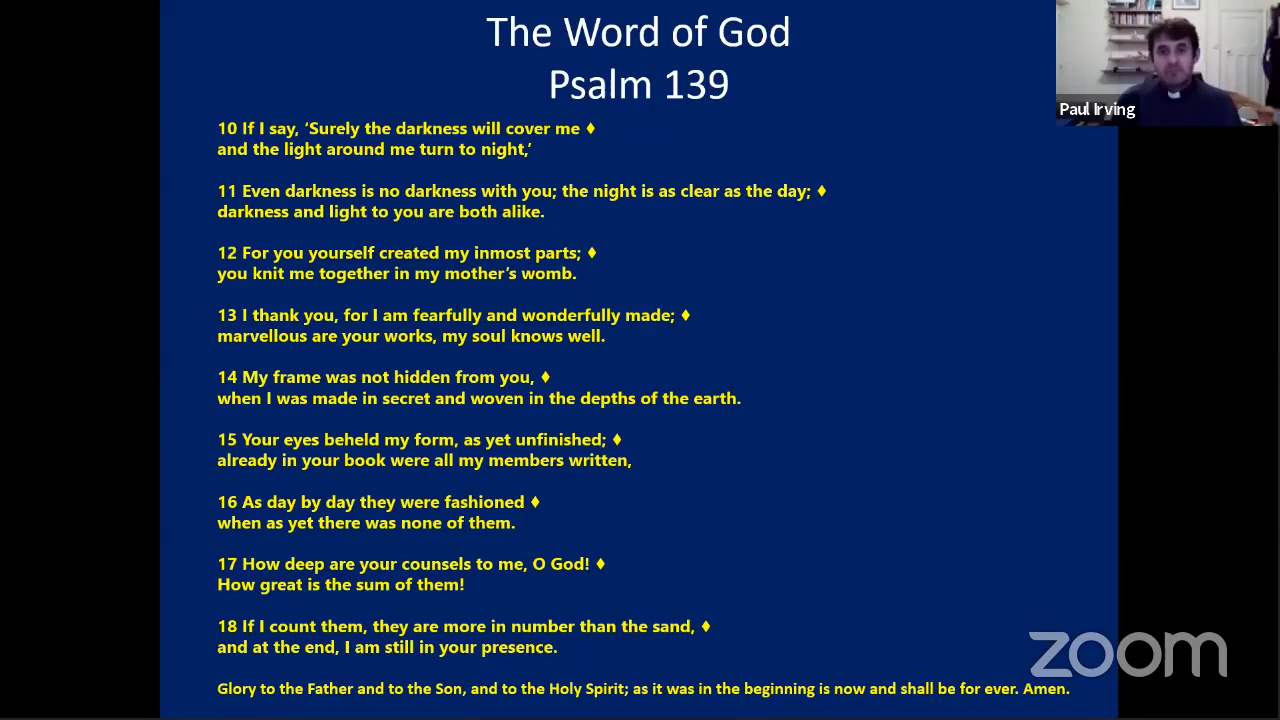 The Word of God
Psalm 139
Paul Irving
10 If I say, ‘Surely the darkness will cover me ♦
and the light around me turn to night,’
11 Even darkness is no darkness with you; the night is as clear as the day; ♦
darkness and light to you are both alike.
12 For you yourself created my inmost parts; ♦
you knit me together in my mother’s womb.
13 I thank you, for I am fearfully and wonderfully made; ♦
marvellous are your works, my soul knows well.
14 My frame was not hidden from you, ♦
when I was made in secret and woven in the depths of the earth.
15 Your eyes beheld my form, as yet unfinished; ♦
already in your book were all my members written,
16 As day by day they were fashioned ♦
when as yet there was none of them.
17 How deep are your counsels to me, O God! ♦
How great is the sum of them!
18 If I count them, they are more in number than the sand, ♦
and at the end, I am still in your presence.
Glory to the Father and to the Son, and to the Holy Spirit; as it was in the beginning is now and shall be for ever. Amen.
zoom